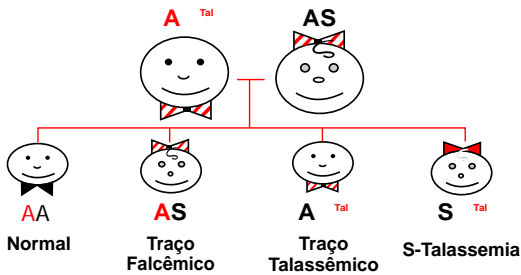 A Tal AS
AA AS A Tal S Tal
Normal Traço Traço S-Talassemia
Falcêmico Talassêmico